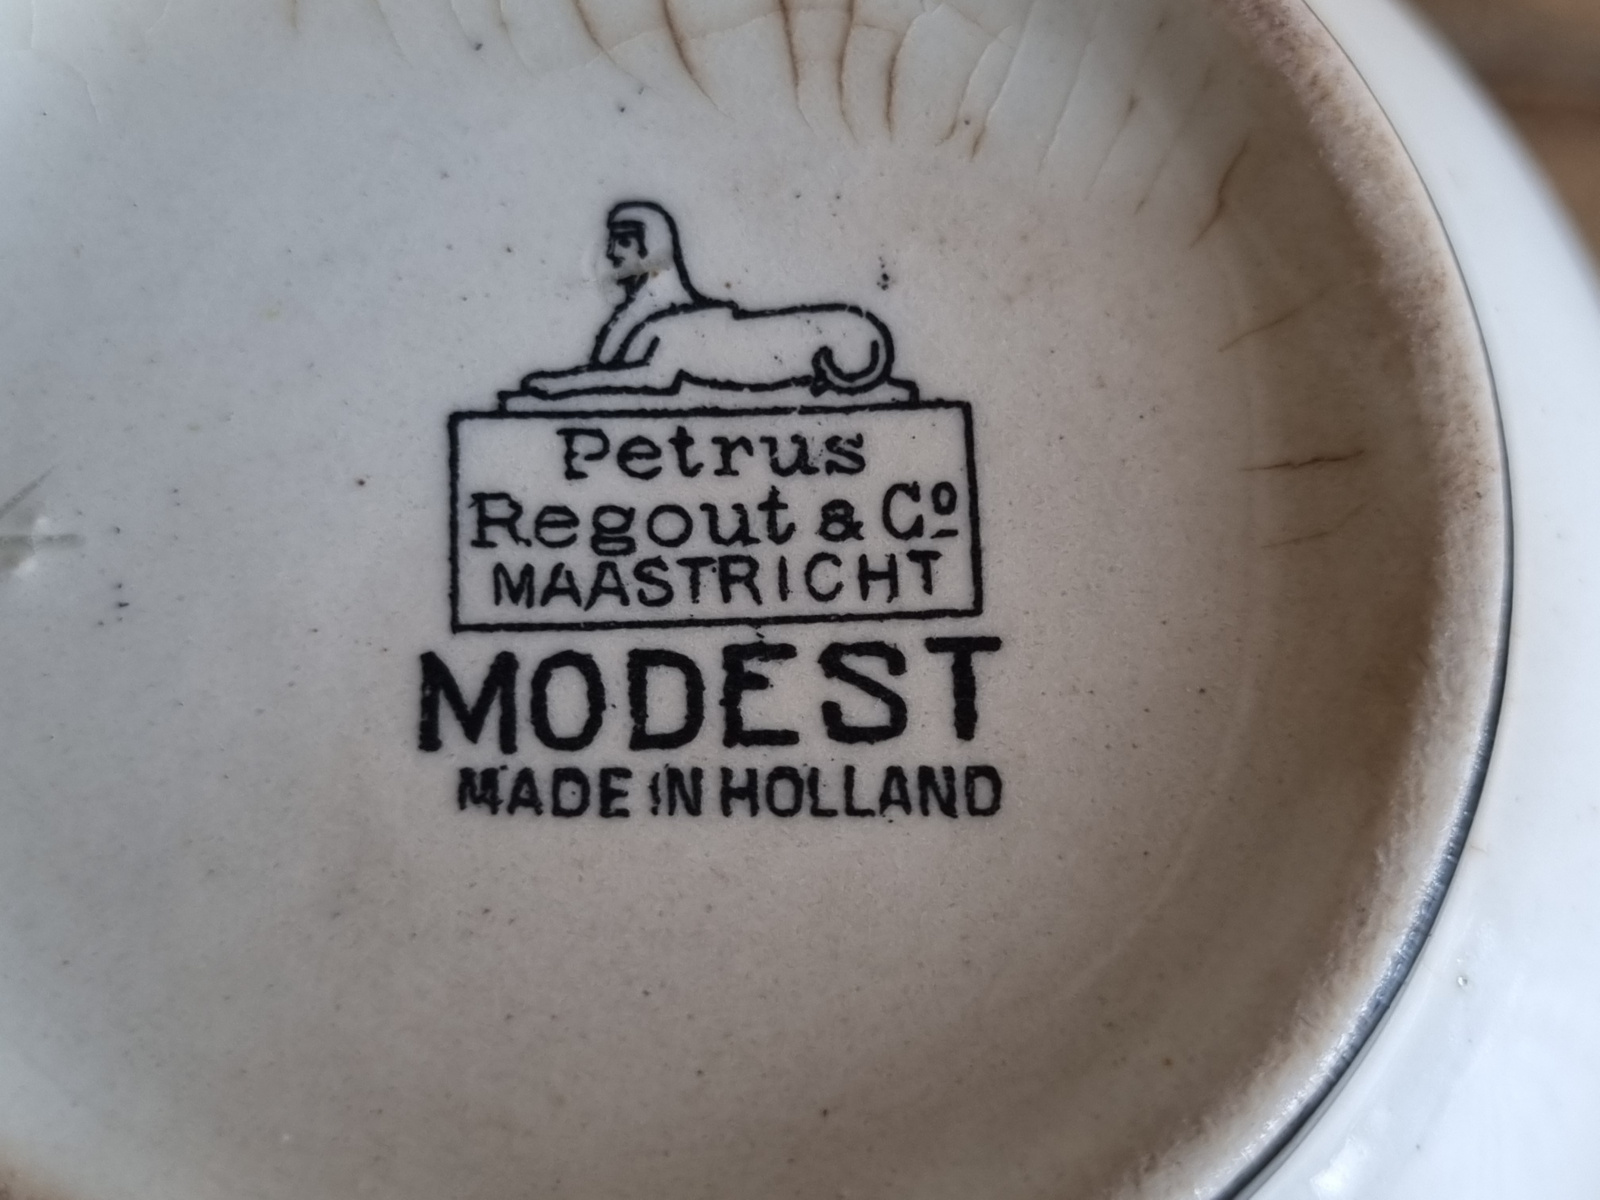 Petrus
Regout & Cº
MAASTRICHT
MODEST
MADE IN HOLLAND